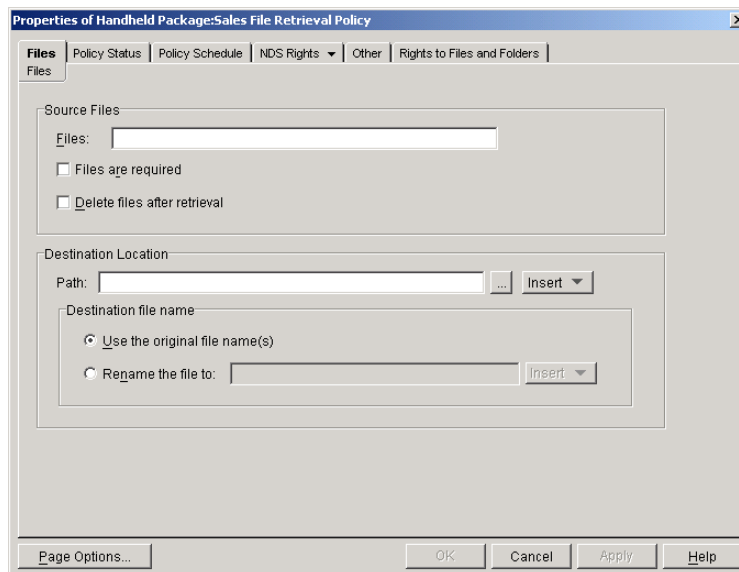 Properties of Handheld Package:Sales File Retrieval Policy
Files Policy Status Policy Schedule NDS Rights Other Rights to Files and Folders
Files
Source Files
Files:
Files are required
Delete files after retrieval
Destination Location
Path: ... Insert
Destination file name
Use the original file name(s)
Rename the file to: Insert
Page Options... OK Cancel Apply Help